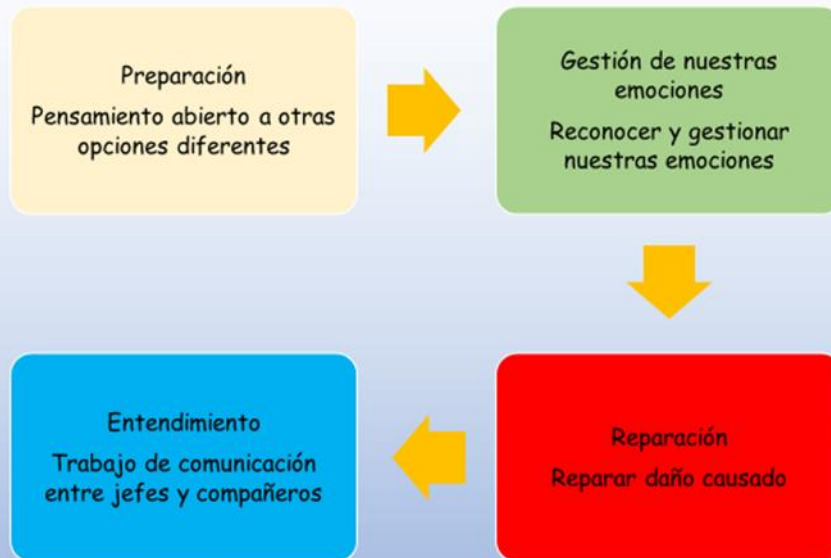 Preparación
Pensamiento abierto a otras
opciones diferentes
Gestión de nuestras
emociones
Reconocer y gestionar
nuestras emociones
Reparación
Reparar daño causado
Entendimiento
Trabajo de comunicación
entre jefes y compañeros